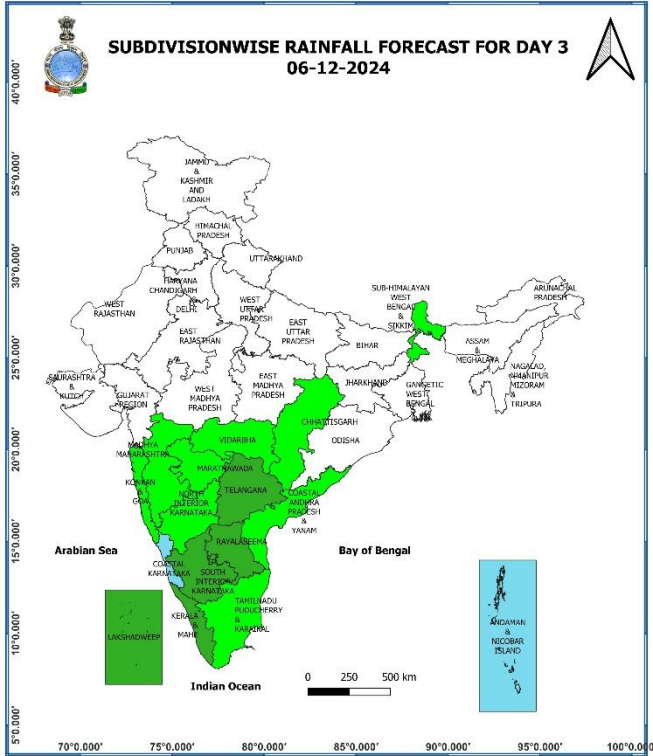 SUBDIVISIONWISE RAINFALL FORECAST FOR DAY 3
06-12-2024
40°0.000'
35°0.000'
30°0.000'
25°0.000'
20°0.000'
15°0.000'
10°0.000'
5°0.000'
JAMMU
&
KASHMIR
AND
LADAKH
HIMACHAL
PRADESH
PUNJAB
UTTARAKHAND
HARYANA
CHANDIGARH
&
DELHI
WEST
RAJASTHAN
EAST
RAJASTHAN
WEST
UTTAR
PRADESH
EAST
UTTAR
PRADESH
SUB-HIMALAYAN
WEST
BENGAL
&
SIKKIM
ARUNACHAL
PRADESH
BIHAR
ASSAM
&
MEGHALAYA
NAGALAD,
MANIPUR
MIZORAM
&
TRIPURA
SAURASHTRA
&
KUTCH
GUJARAT
REGION
WEST
MADHYA
PRADESH
EAST
MADHYA
PRADESH
JHARKHAND
GANGETIC
WEST
BENGAL
CHHATTISGARH
ODISHA
VIDARBHA
MADHYA
MAHARASHTRA
MARATHAWADA
KONKAN
&
GOA
NORTH
INTERIOR
KARNATAKA
TELANGANA
COASTAL
ANDHRA
PRADESH
&
YANAM
RAYALASEEMA
COASTAL
KARNATAKA
SOUTH
INTERIOR
KARNATAKA
TAMILNADU
PUDUCHERRY
&
KARAIKAL
KERALA
&
MAHE
LAKSHADWEEP
ANDAMAN
&
NICOBAR
ISLAND
Arabian Sea
Bay of Bengal
Indian Ocean
0 250 500 km
70°0.000' 75°0.000' 80°0.000' 85°0.000' 90°0.000' 95°0.000' 100°0.000'